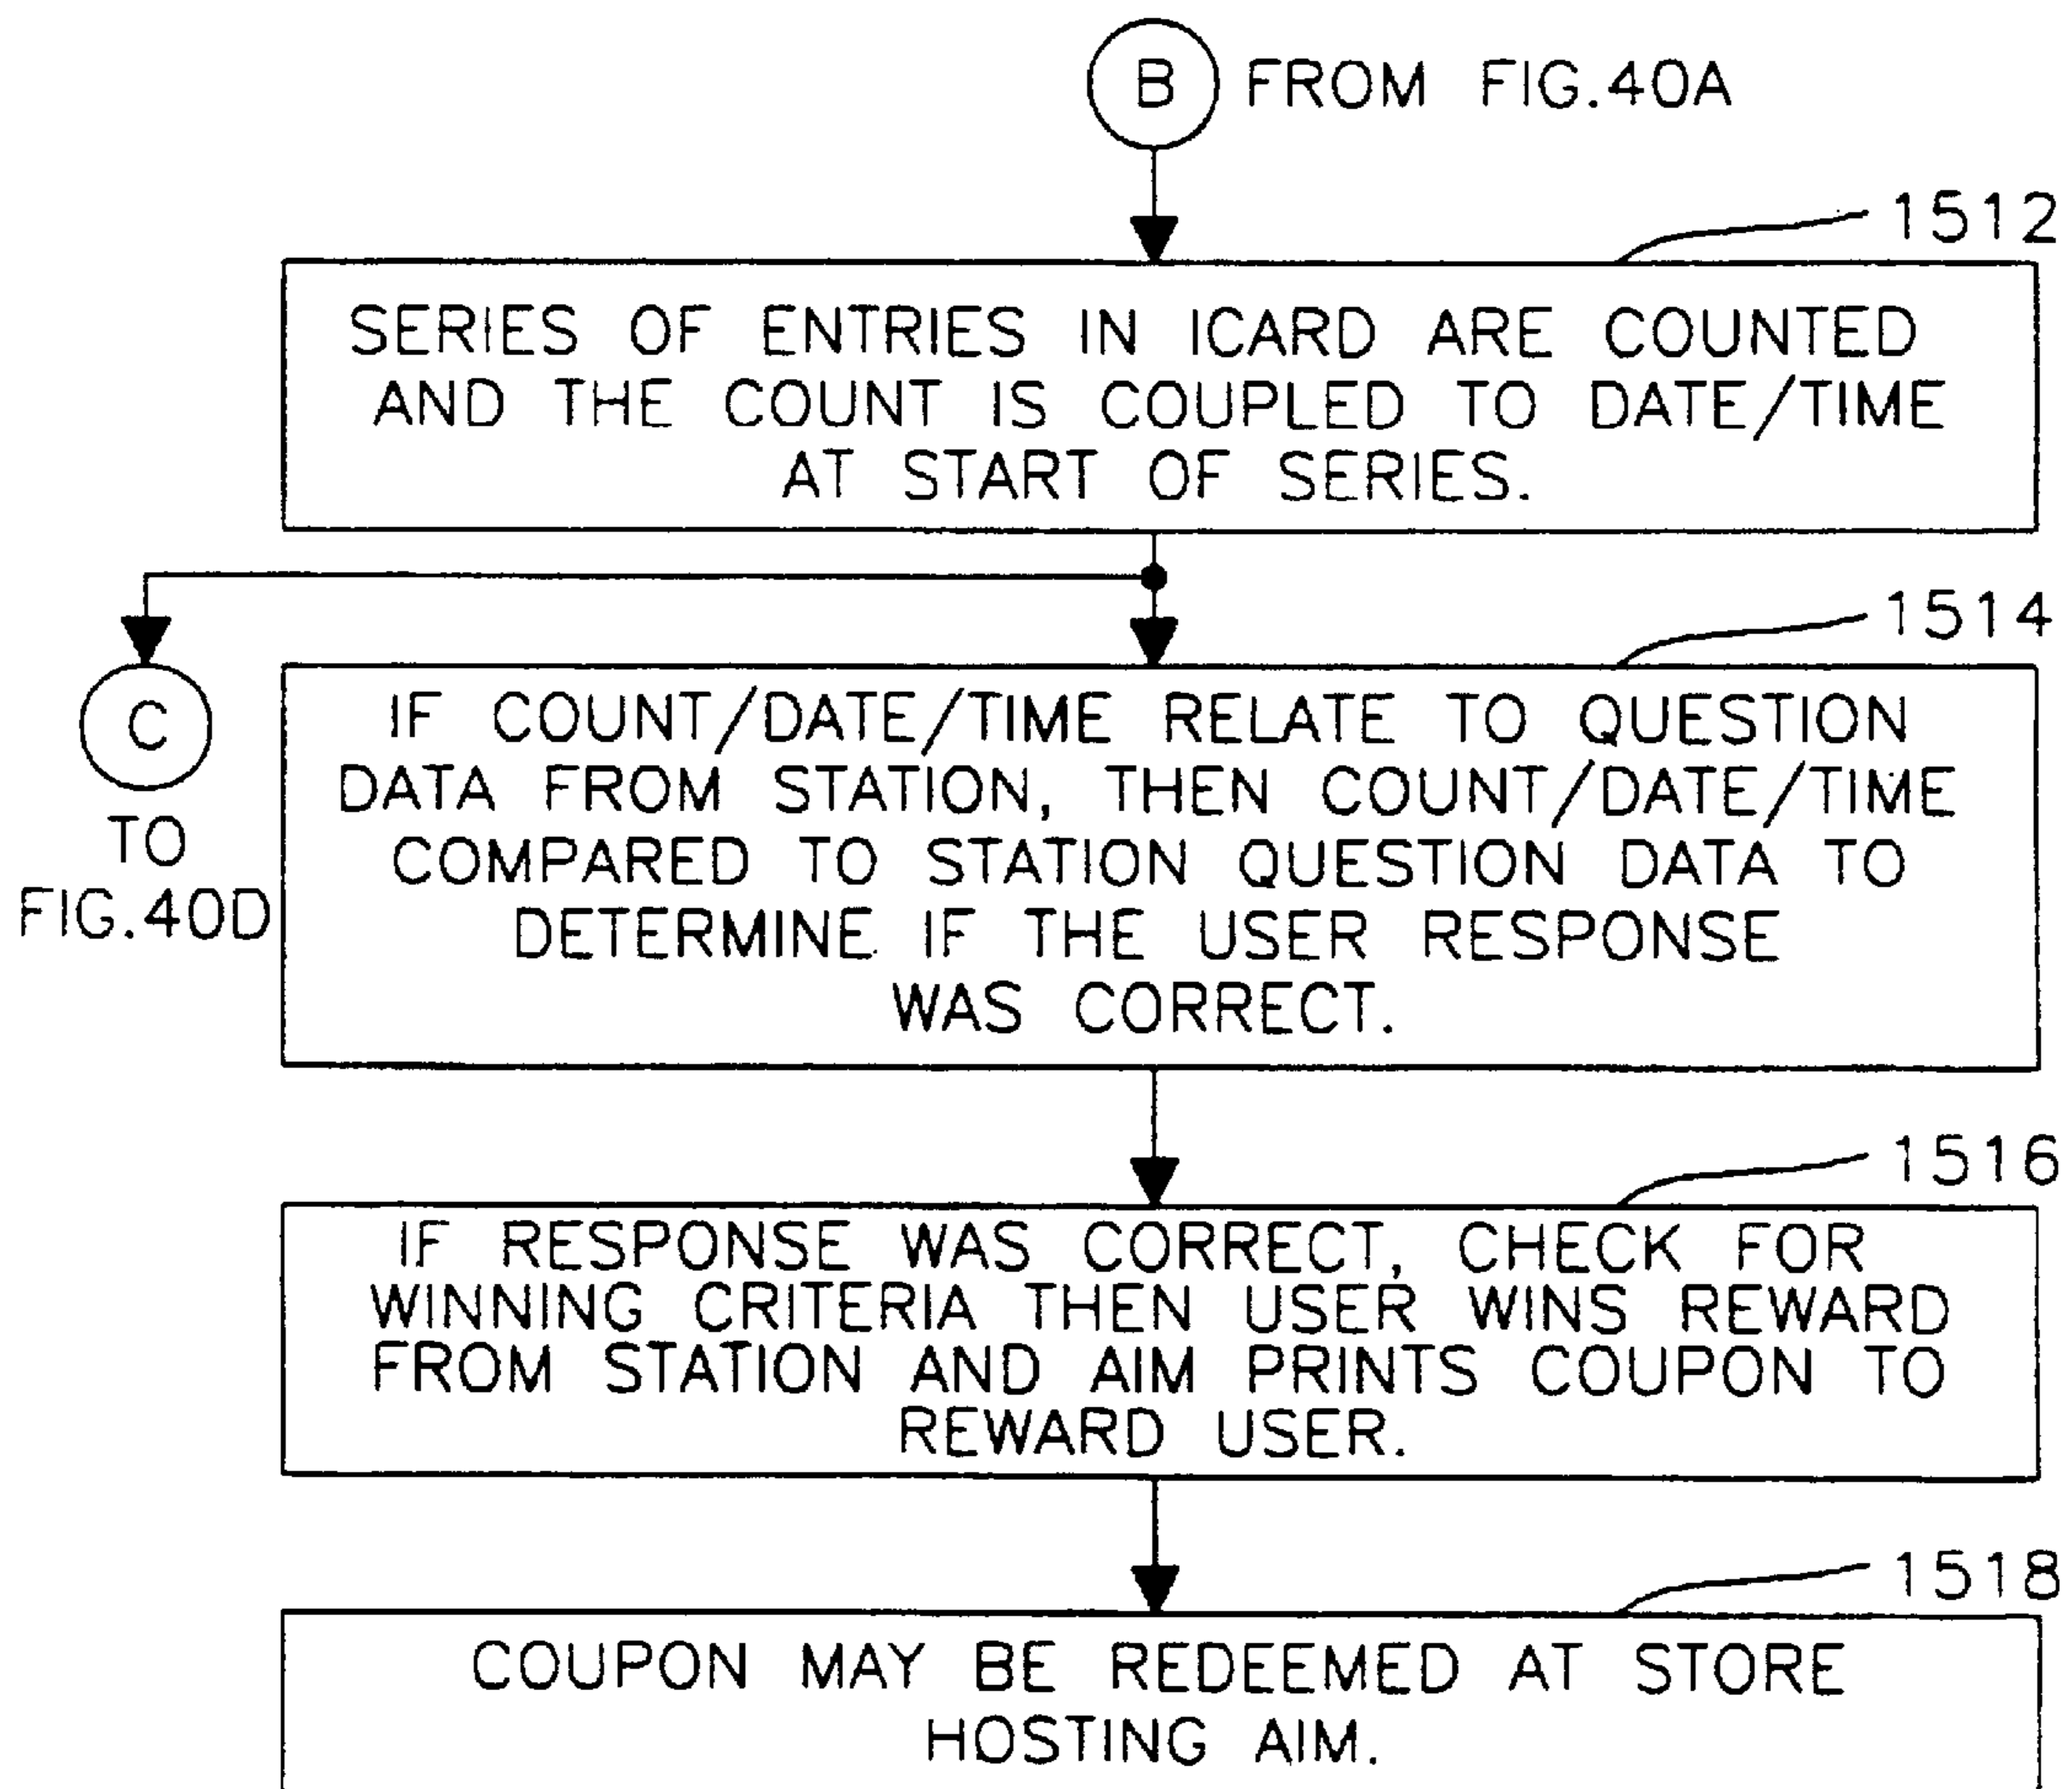 B FROM FIG.40A
1512
SERIES OF ENTRIES IN ICARD ARE COUNTED
AND THE COUNT IS COUPLED TO DATE/TIME
AT START OF SERIES.
1514
C
TO
FIG.40D
IF COUNT/DATE/TIME RELATE TO QUESTION
DATA FROM STATION, THEN COUNT/DATE/TIME
COMPARED TO STATION QUESTION DATA TO
DETERMINE IF THE USER RESPONSE
WAS CORRECT.
1516
IF RESPONSE WAS CORRECT, CHECK FOR
WINNING CRITERIA THEN USER WINS REWARD
FROM STATION AND AIM PRINTS COUPON TO
REWARD USER.
1518
COUPON MAY BE REDEEMED AT STORE
HOSTING AIM.